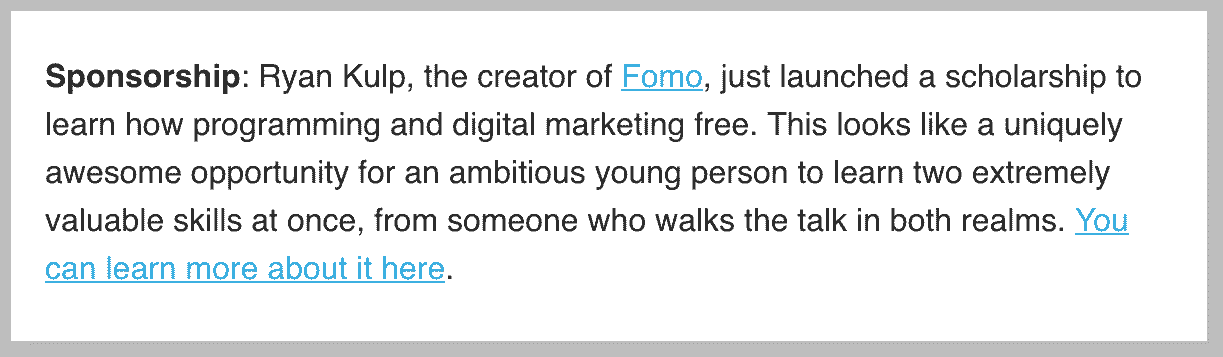 Sponsorship: Ryan Kulp, the creator of Fomo, just launched a scholarship to
learn how programming and digital marketing free. This looks like a uniquely
awesome opportunity for an ambitious young person to learn two extremely
valuable skills at once, from someone who walks the talk in both realms. You
can learn more about it here.